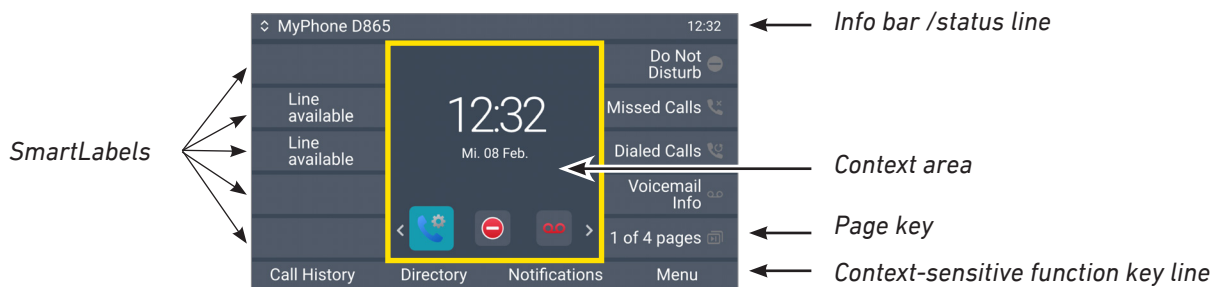 MyPhone D865
12:32
Info bar /status line
Do Not
Disturb
Line
available
12:32
Missed Calls
SmartLabels
Line
available
Mi. 08 Feb.
Dialed Calls
Context area
Voicemail
Info
1 of 4 pages
Page key
Call History
Directory
Notifications
Menu
Context-sensitive function key line